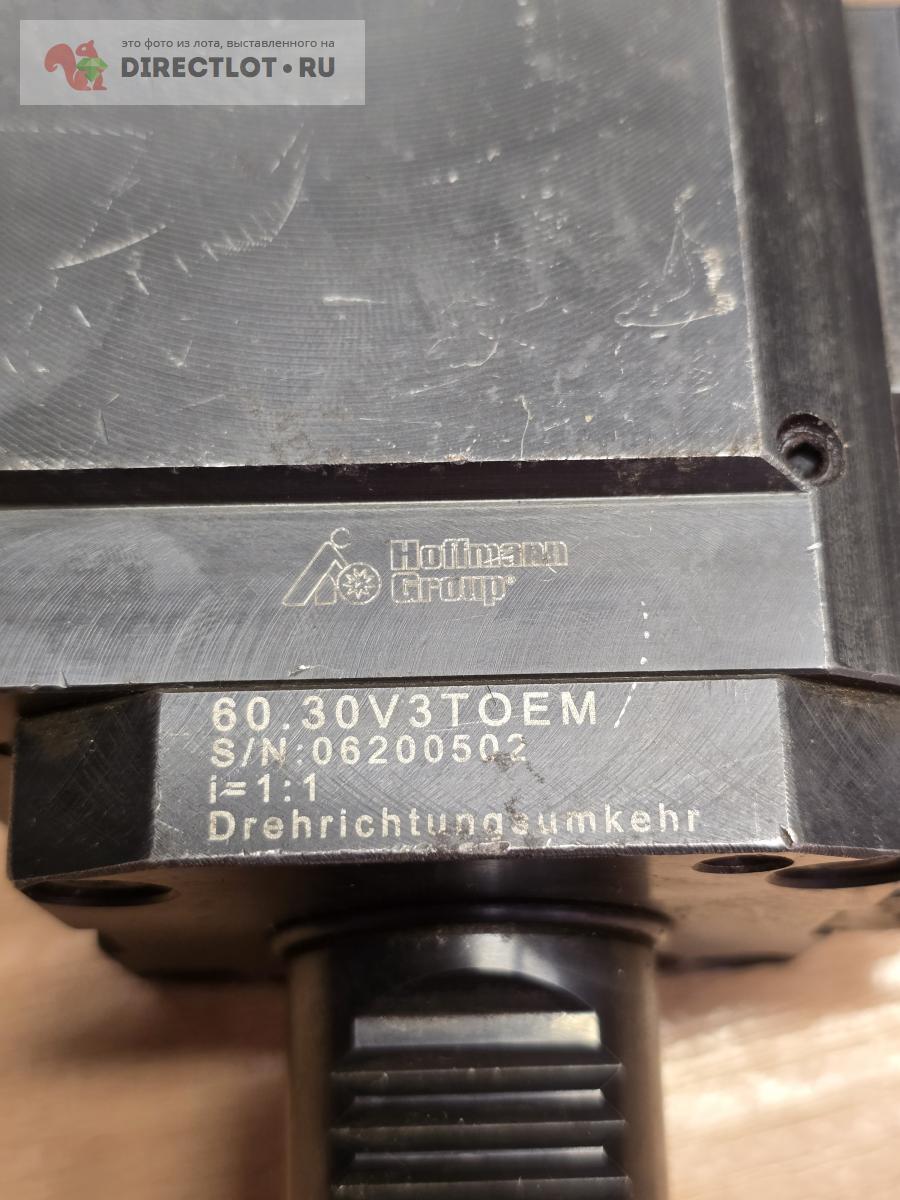 это фото из лота, выставленного на
DIRECTLOT•RU
Hoffmann
Group®
60.30V3TOEM
S/N:06200502
i=1:1
Drehrichtungsumkehr